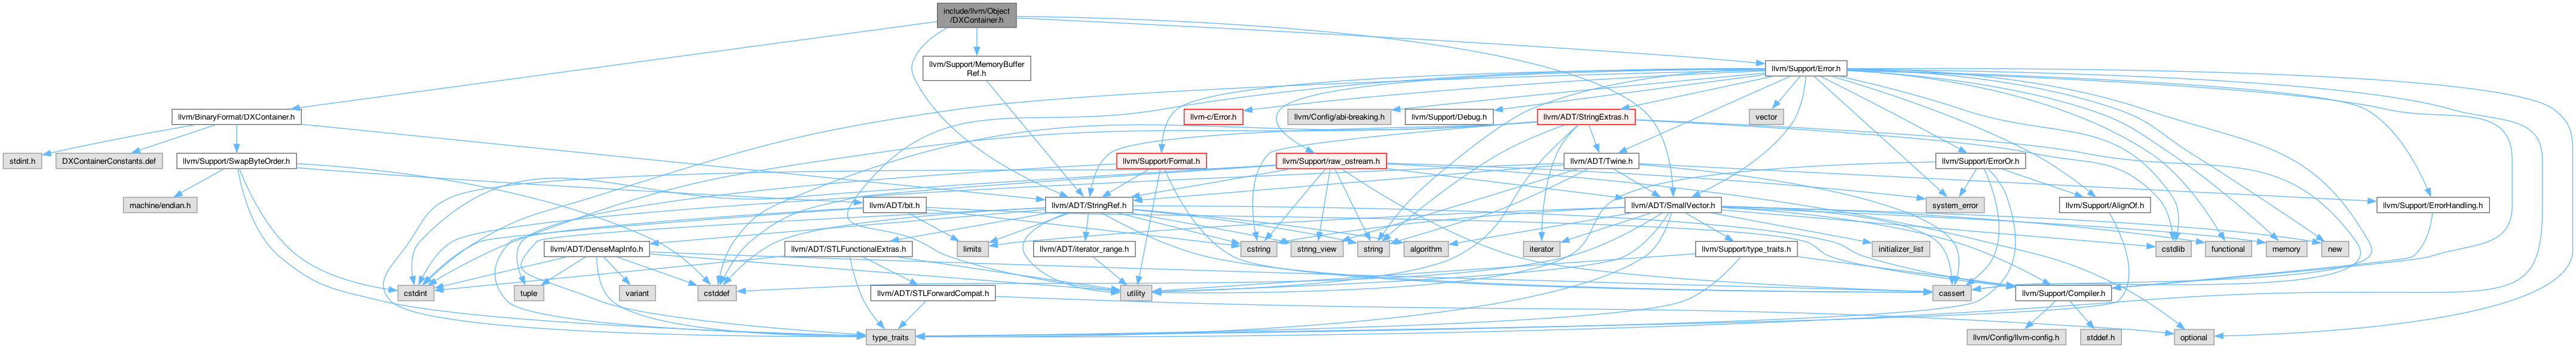 include/llvm/Object
/DXContainer.h
llvm/Support/MemoryBuffer
Ref.h
llvm/Support/Error.h
llvm/BinaryFormat/DXContainer.h
llvm-c/Error.h
llvm/Config/abi-breaking.h
llvm/Support/Debug.h
llvm/ADT/StringExtras.h
vector
stdint.h
DXContainerConstants.def
llvm/Support/SwapByteOrder.h
llvm/Support/Format.h
llvm/Support/raw_ostream.h
llvm/ADT/Twine.h
llvm/Support/ErrorOr.h
machine/endian.h
llvm/ADT/bit.h
llvm/ADT/StringRef.h
llvm/ADT/SmallVector.h
system_error
llvm/Support/AlignOf.h
llvm/Support/ErrorHandling.h
llvm/ADT/DenseMapInfo.h
llvm/ADT/STLFunctionalExtras.h
limits
llvm/ADT/iterator_range.h
cstring
string_view
string
algorithm
iterator
llvm/Support/type_traits.h
initializer_list
cstdlib
functional
memory
new
cstdint
tuple
variant
cstddef
llvm/ADT/STLForwardCompat.h
utility
cassert
llvm/Support/Compiler.h
type_traits
llvm/Config/llvm-config.h
stddef.h
optional